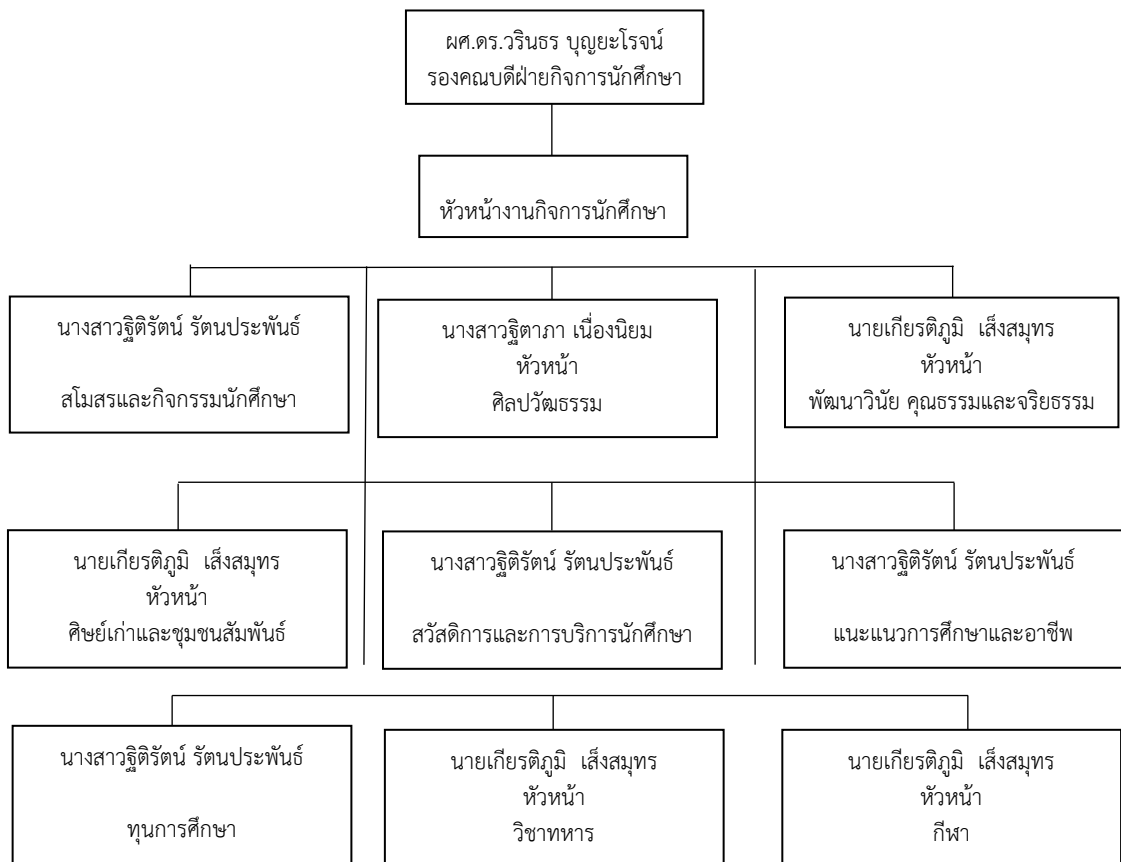 ผศ.ดร.วรินธร บุญยะโรจน์
รองคณบดีฝ่ายกิจการนักศึกษา
หัวหน้างานกิจการนักศึกษา
นางสาวฐิติรัตน์ รัตนประพันธ์
สโมสรและกิจกรรมนักศึกษา
นางสาวฐิตาภา เนื่องนิยม
หัวหน้า
ศิลปวัฒธรรม
นายเกียรติภูมิ เส็งสมุทร
หัวหน้า
พัฒนาวินัย คุณธรรมและจริยธรรม
นายเกียรติภูมิ เส็งสมุทร
หัวหน้า
ศิษย์เก่าและชุมชนสัมพันธ์
นางสาวฐิติรัตน์ รัตนประพันธ์
สวัสดิการและการบริการนักศึกษา
นางสาวฐิติรัตน์ รัตนประพันธ์
แนะแนวการศึกษาและอาชีพ
นางสาวฐิติรัตน์ รัตนประพันธ์
ทุนการศึกษา
นายเกียรติภูมิ เส็งสมุทร
หัวหน้า
วิชาทหาร
นายเกียรติภูมิ เส็งสมุทร
หัวหน้า
กีฬา